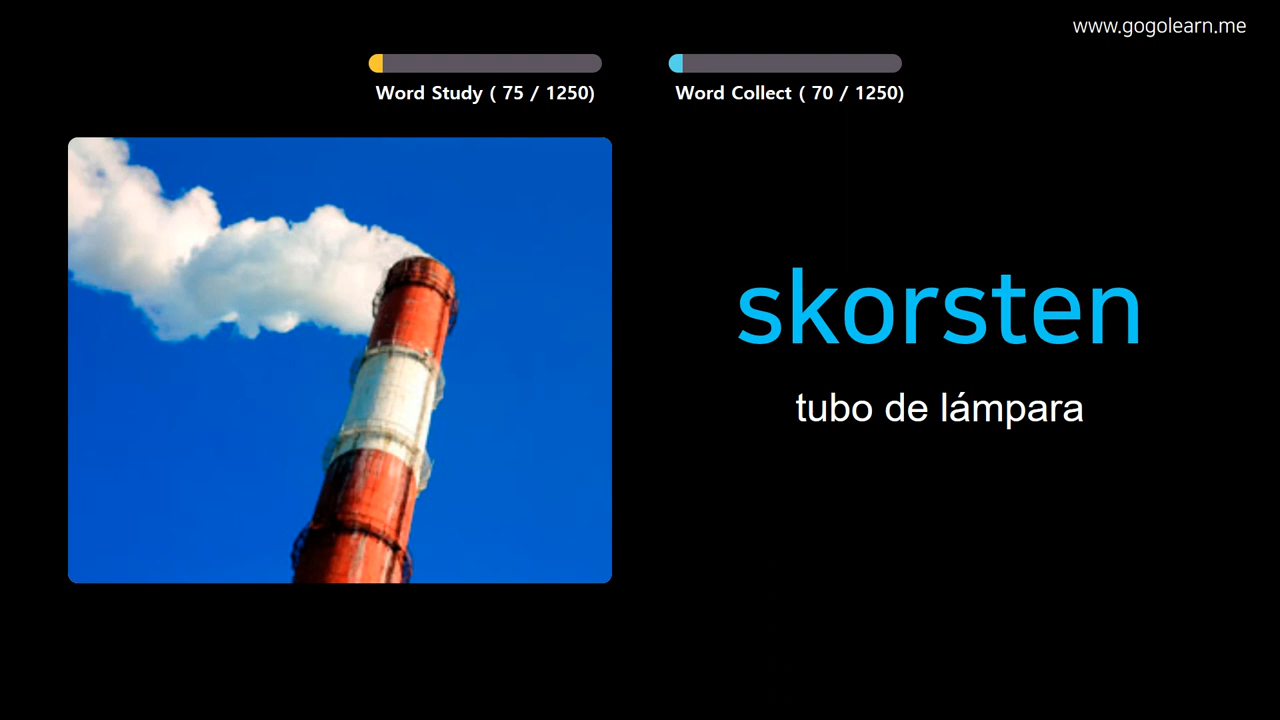 www.gogolearn.me
Word Study ( 75 / 1250)
Word Collect ( 70 / 1250)
skorsten
tubo de lámpara